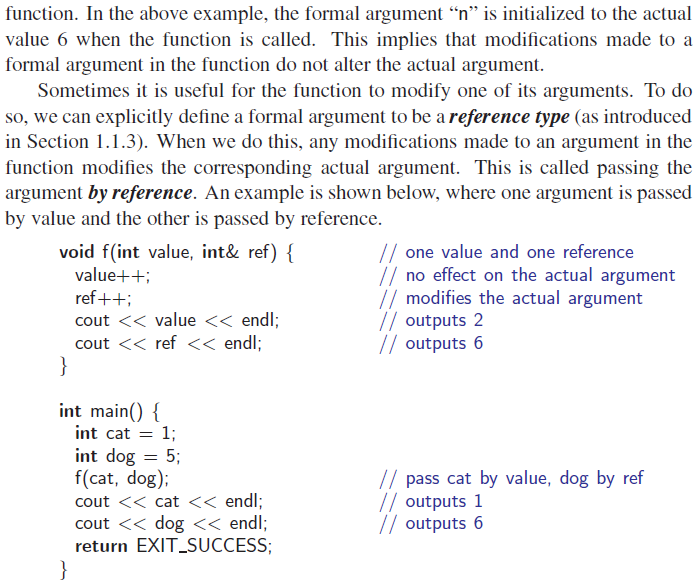 function. In the above example, the formal argument “n” is initialized to the actual
value 6 when the function is called. This implies that modifications made to a
formal argument in the function do not alter the actual argument.
Sometimes it is useful for the function to modify one of its arguments. To do
so, we can explicitly define a formal argument to be a reference type (as introduced
in Section 1.1.3). When we do this, any modifications made to an argument in the
function modifies the corresponding actual argument. This is called passing the
argument by reference. An example is shown below, where one argument is passed
by value and the other is passed by reference.
void f(int value, int& ref) { // one value and one reference
value++; // no effect on the actual argument
ref++; // modifies the actual argument
cout << value << endl; // outputs 2
cout << ref << endl; // outputs 6
}
int main() {
int cat = 1;
int dog = 5;
f(cat, dog); // pass cat by value, dog by ref
cout << cat << endl; // outputs 1
cout << dog << endl; // outputs 6
return EXIT_SUCCESS;
}